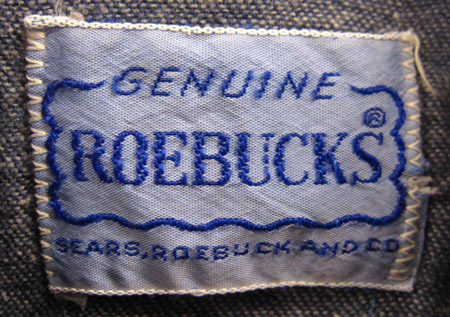 GENUINE
ROEBUCKS®
SEARS, ROEBUCK AND CO